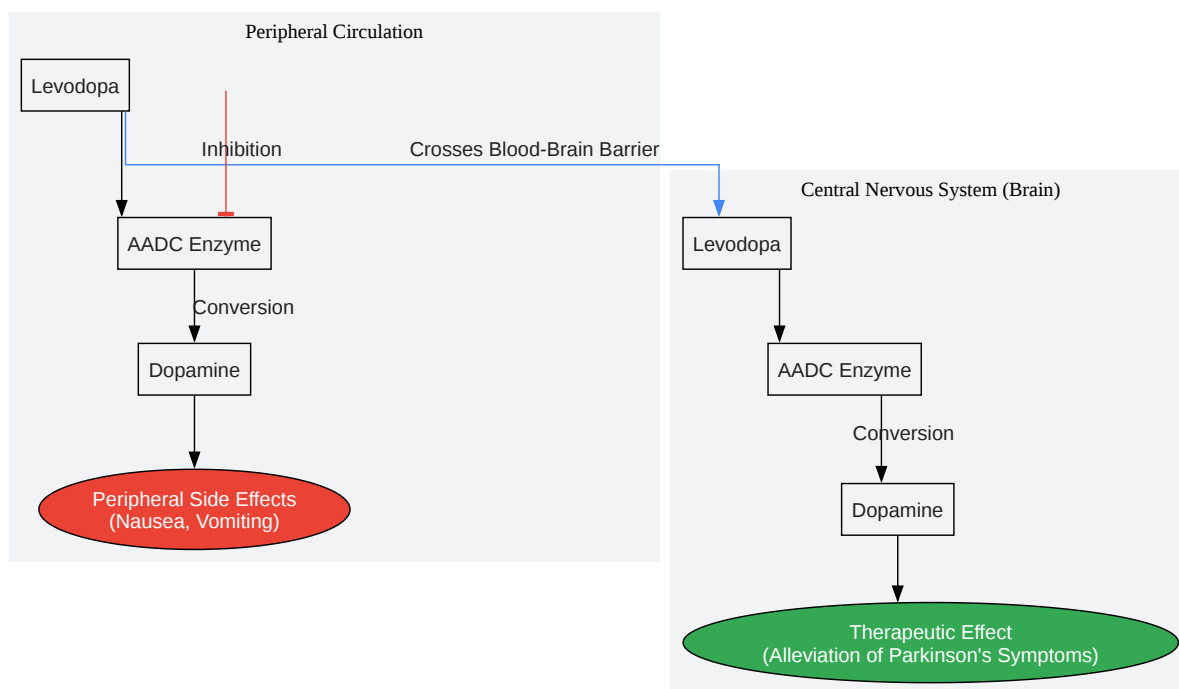 Peripheral Circulation
Levodopa
Inhibition
Crosses Blood-Brain Barrier
AADC Enzyme
Conversion
Dopamine
Peripheral Side Effects
(Nausea, Vomiting)
Central Nervous System (Brain)
Levodopa
AADC Enzyme
Conversion
Dopamine
Therapeutic Effect
(Alleviation of Parkinson's Symptoms)